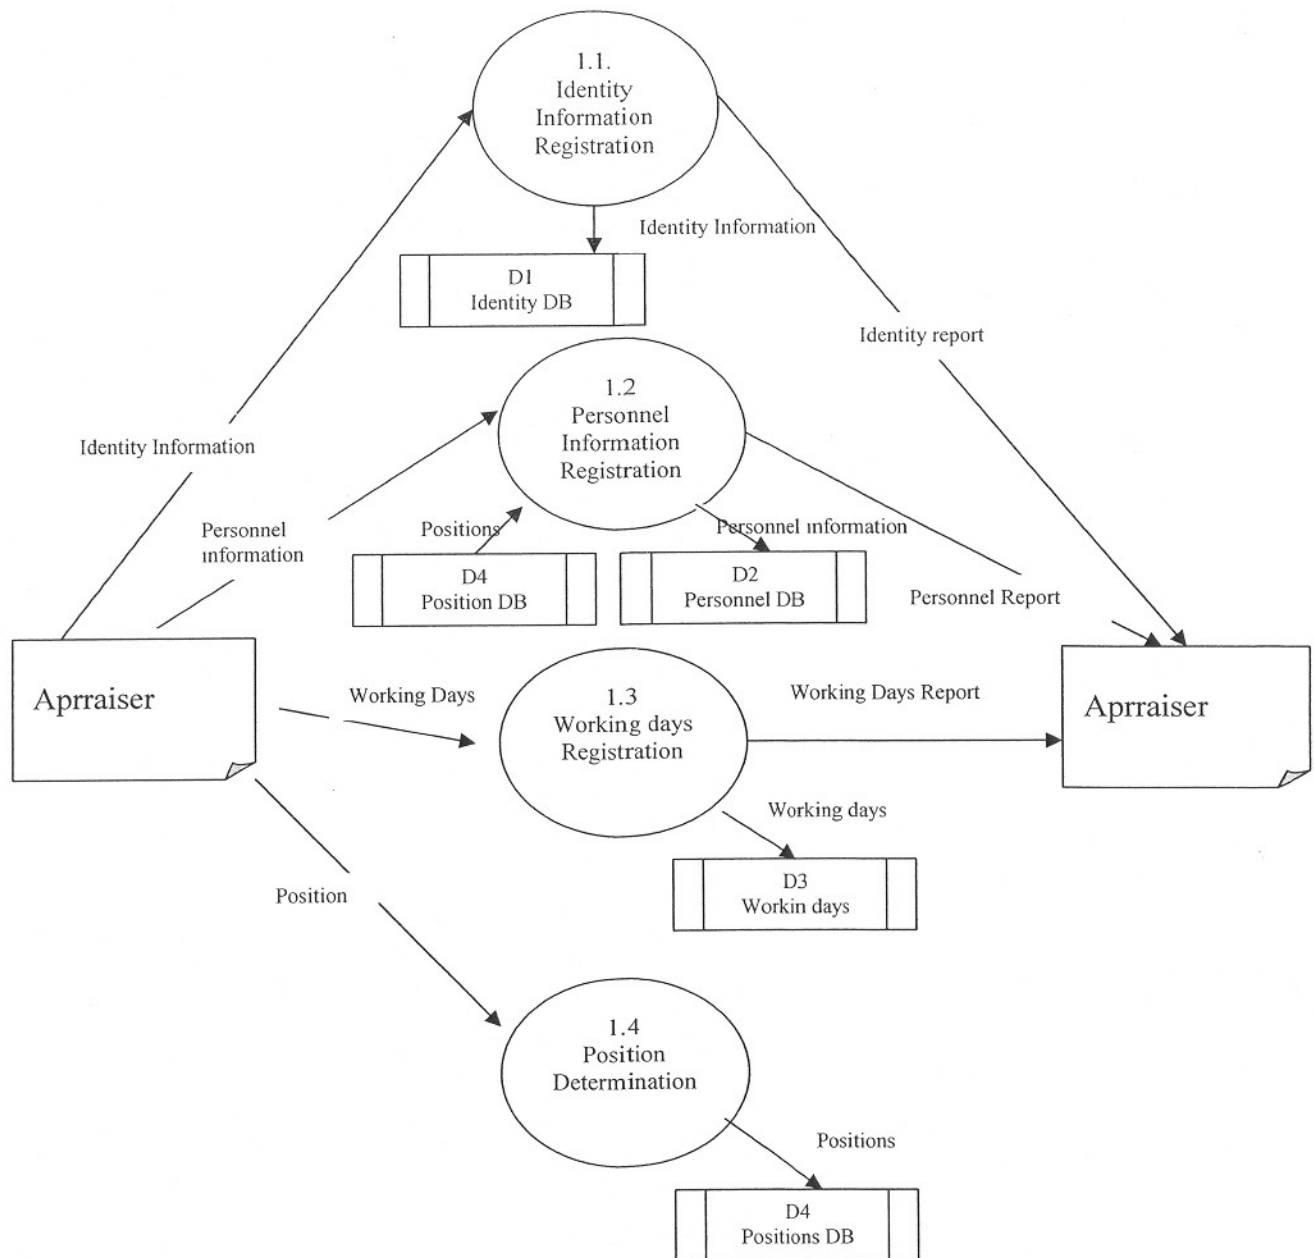 1.1.
Identity
Information
Registration
Identity Information
D1
Identity DB
Identity report
1.2
Personnel
Information
Registration
Identity Information
Personnel
information
Positions
Personnel information
D4
Position DB
D2
Personnel DB
Personnel Report
Aprraiser
Working Days
1.3
Working days
Registration
Working Days Report
Aprraiser
Working days
D3
Workin days
Position
1.4
Position
Determination
Positions
D4
Positions DB